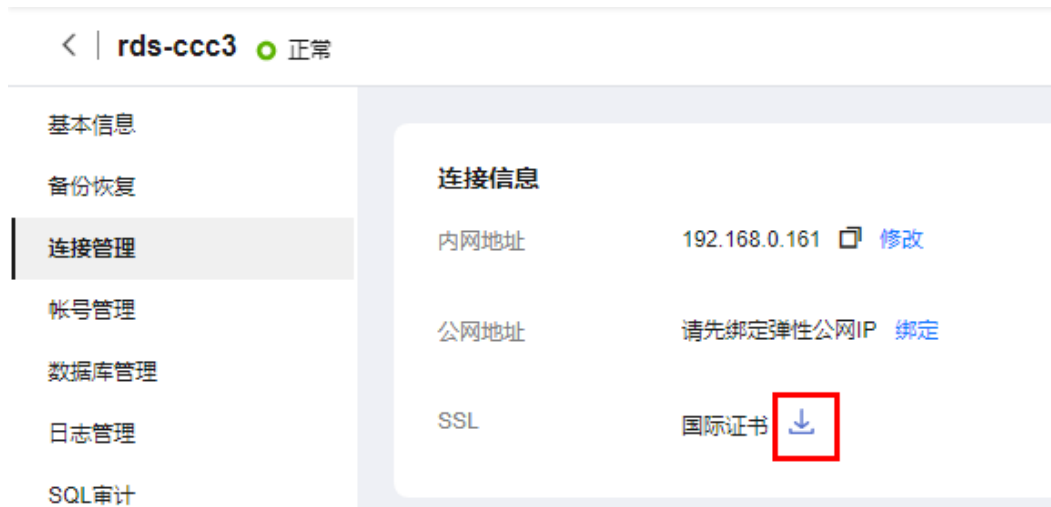 rds-ccc3 正常
基本信息
备份恢复
连接管理
帐号管理
数据库管理
日志管理
SQL审计
连接信息
内网地址 192.168.0.161 修改
公网地址 请先绑定弹性公网IP 绑定
SSL 国际证书